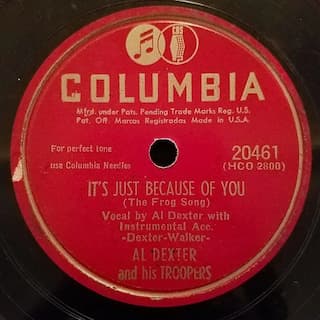 COLUMBIA
Mfrd. under Pats. Pending Trade Marks Reg. U.S.
Pat. Off. Marcas Registradas Made in U.S.A.
For perfect tone
use Columbia Needles
20461
(HCO 2800)
IT'S JUST BECAUSE OF YOU
(The Frog Song)
Vocal by Al Dexter with
Instrumental Acc.
-Dexter-Walker-
AL DEXTER
and his TROOPERS